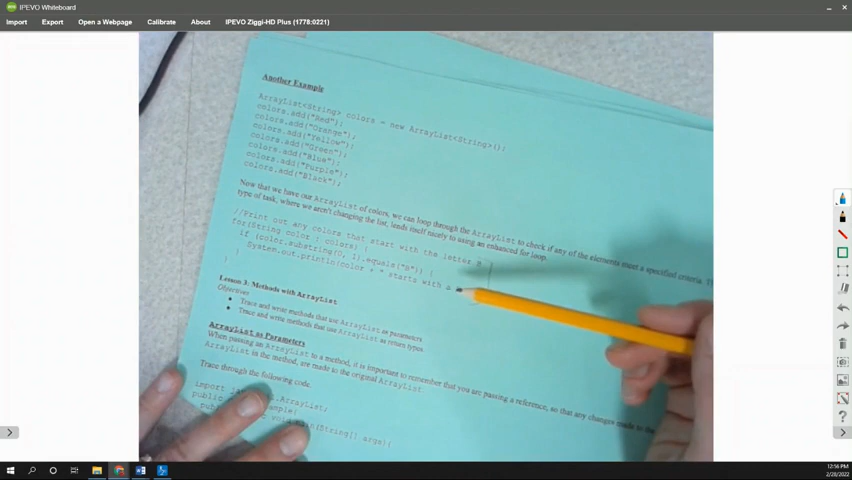 IPEVO Whiteboard
Import Export Open a Webpage About Calibrate IPEVO Ziggi-HD Plus (1778:0221)
Another Example
ArrayList<String> colors = new ArrayList<String>();
colors.add("Red");
colors.add("Orange");
colors.add("Yellow");
colors.add("Green");
colors.add("Blue");
colors.add("Purple");
colors.add("Black");
Now that we have our ArrayList of colors, we can loop through the ArrayList to check if any of the elements meet a specified criteria.
type of task, where we aren't changing the list, lends itself nicely to using an enhanced for loop.
//Print out any colors that start with the letter B
for(String color : colors) {
if (color.substring(0, 1).equals("B")) {
System.out.println(color + " starts with a
}
}
Lesson 3: Methods with ArrayList
Objectives
• Trace and write methods that use ArrayList as parameters
• Trace and write methods that use ArrayList as return types
ArrayList as Parameters
When passing an ArrayList to a method, it is important to remember that you are passing a reference, so that any changes made to the
ArrayList in the method, are made to the original ArrayList
Trace through the following code.
import
void main(String[] args){
12:16 PM
2/28/2022